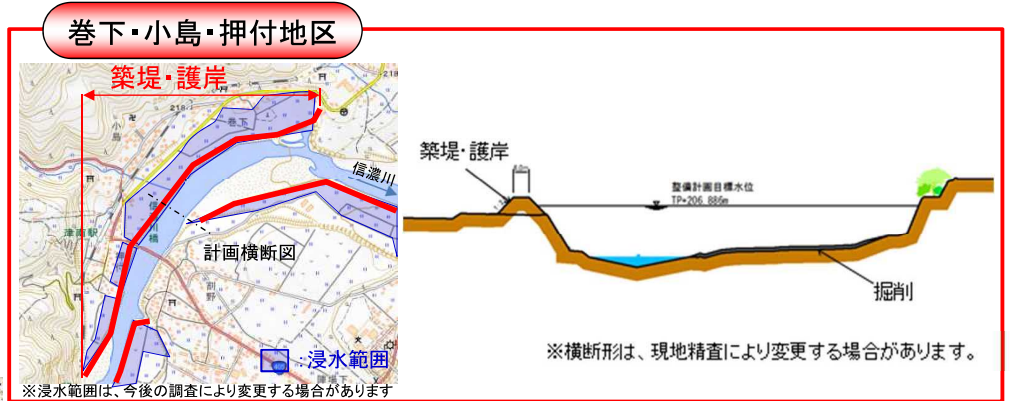 巻下・小島・押付地区
築堤・護岸
218
218
巻下
小島
信濃川
津南駅
計画横断図
:浸水範囲
※浸水範囲は、今後の調査により変更する場合があります
築堤・護岸
整備計画目標水位
TP+206.886m
掘削
※横断形は、現地精査により変更する場合があります。